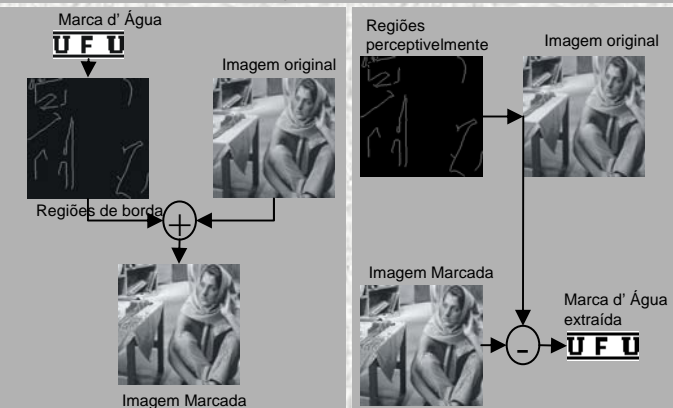 Marca d' Água
U F U
Imagem original
Regiões de borda
+
Imagem Marcada
Regiões
perceptivelmente
Imagem original
Imagem Marcada
-
Marca d' Água
extraída
U F U